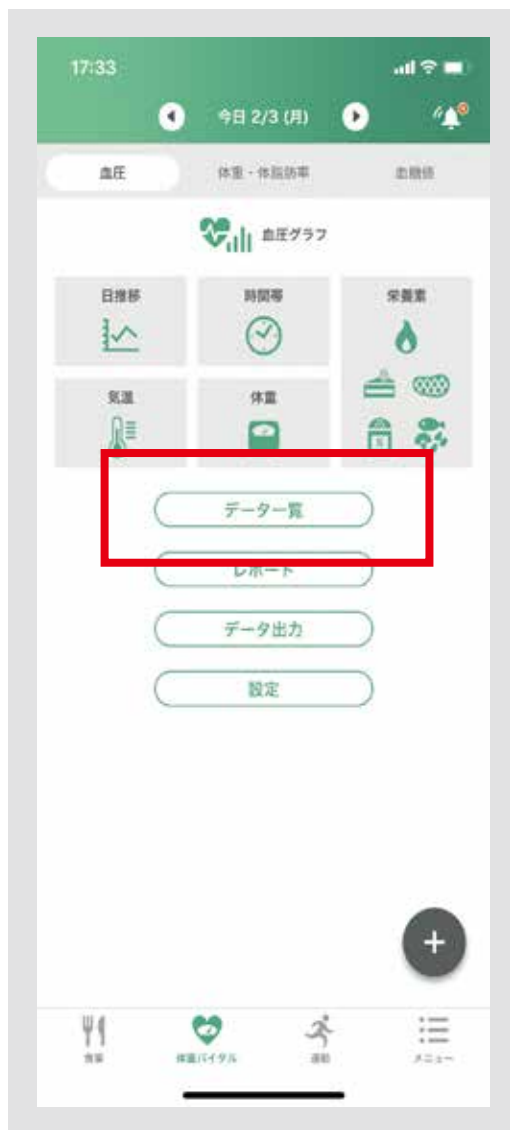 17:33
今日 2/3 (月)
血圧
体重・体脂肪率
血糖値
血圧グラフ
日推移
時間帯
栄養素
気温
体重
データ一覧
レポート
データ出力
設定
+
食事
体重バイタル
運動
メニュー